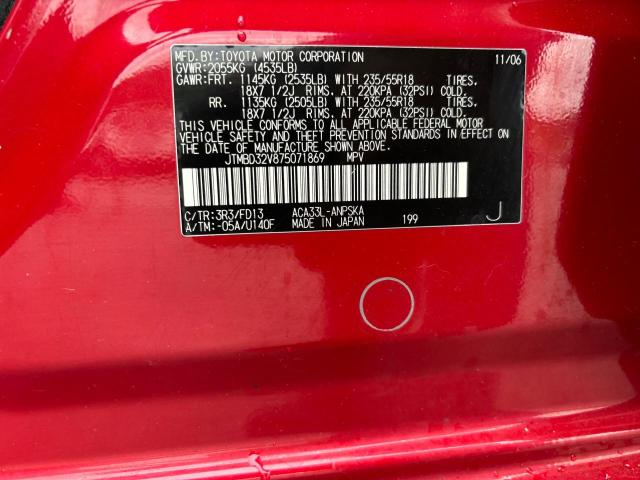 MFD.BY:TOYOTA MOTOR CORPORATION 11/06
GVWR:2055KG (4535LB)
GAWR:FRT. 1145KG (2535LB) WITH 235/55R18 TIRES,
18X7 1/2J RIMS, AT 220KPA (32PSI) COLD.
RR. 1135KG (2505LB) WITH 235/55R18 TIRES,
18X7 1/2J RIMS, AT 220KPA (32PSI) COLD.
THIS VEHICLE CONFORMS TO ALL APPLICABLE FEDERAL MOTOR
VEHICLE SAFETY AND THEFT PREVENTION STANDARDS IN EFFECT ON
THE DATE OF MANUFACTURE SHOWN ABOVE.
JTMBD32V875071869 MPV
C/TR:3R3/FD13 ACA33L-ANPSKA
A/TM:-05A/U140F MADE IN JAPAN 199 J